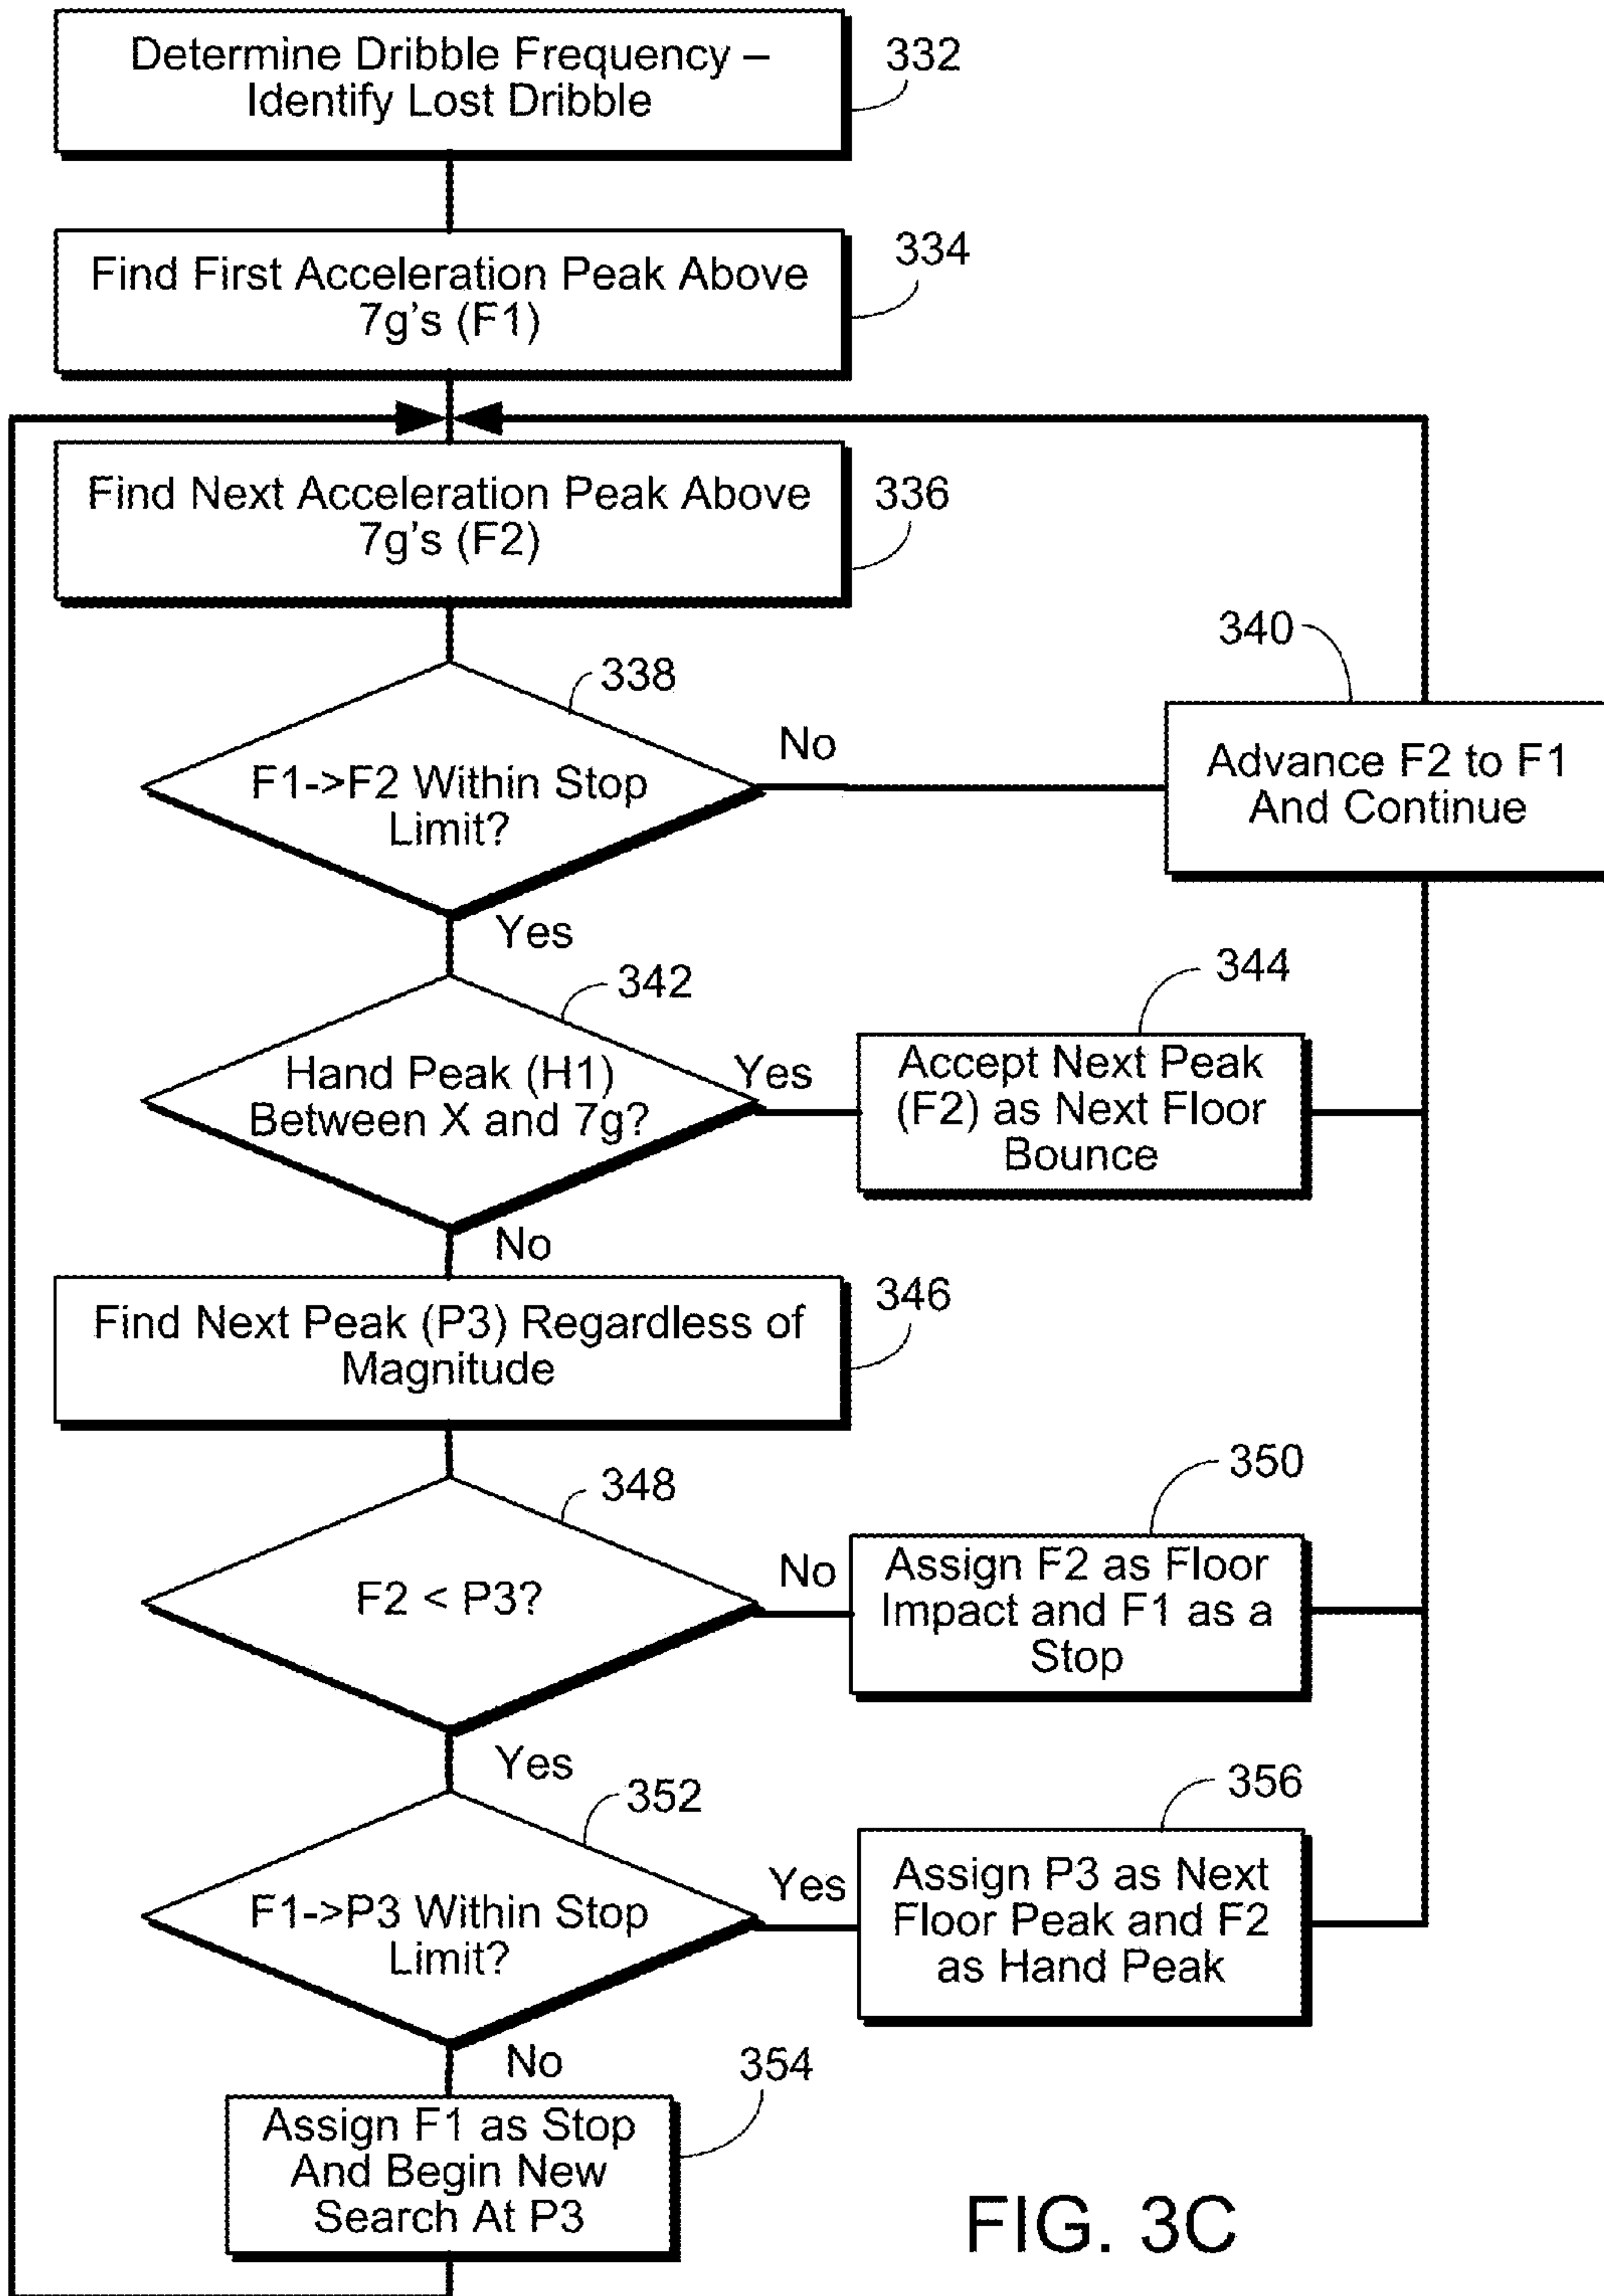 Determine Dribble Frequency –
Identify Lost Dribble
332
Find First Acceleration Peak Above
7g's (F1)
334
Find Next Acceleration Peak Above
7g's (F2)
336
338
F1->F2 Within Stop
Limit?
No
Yes
340
Advance F2 to F1
And Continue
342
Hand Peak (H1)
Between X and 7g?
Yes
No
344
Accept Next Peak
(F2) as Next Floor
Bounce
Find Next Peak (P3) Regardless of
Magnitude
346
348
F2 < P3?
No
Yes
350
Assign F2 as Floor
Impact and F1 as a
Stop
352
F1->P3 Within Stop
Limit?
Yes
No
356
Assign P3 as Next
Floor Peak and F2
as Hand Peak
354
Assign F1 as Stop
And Begin New
Search At P3
FIG. 3C